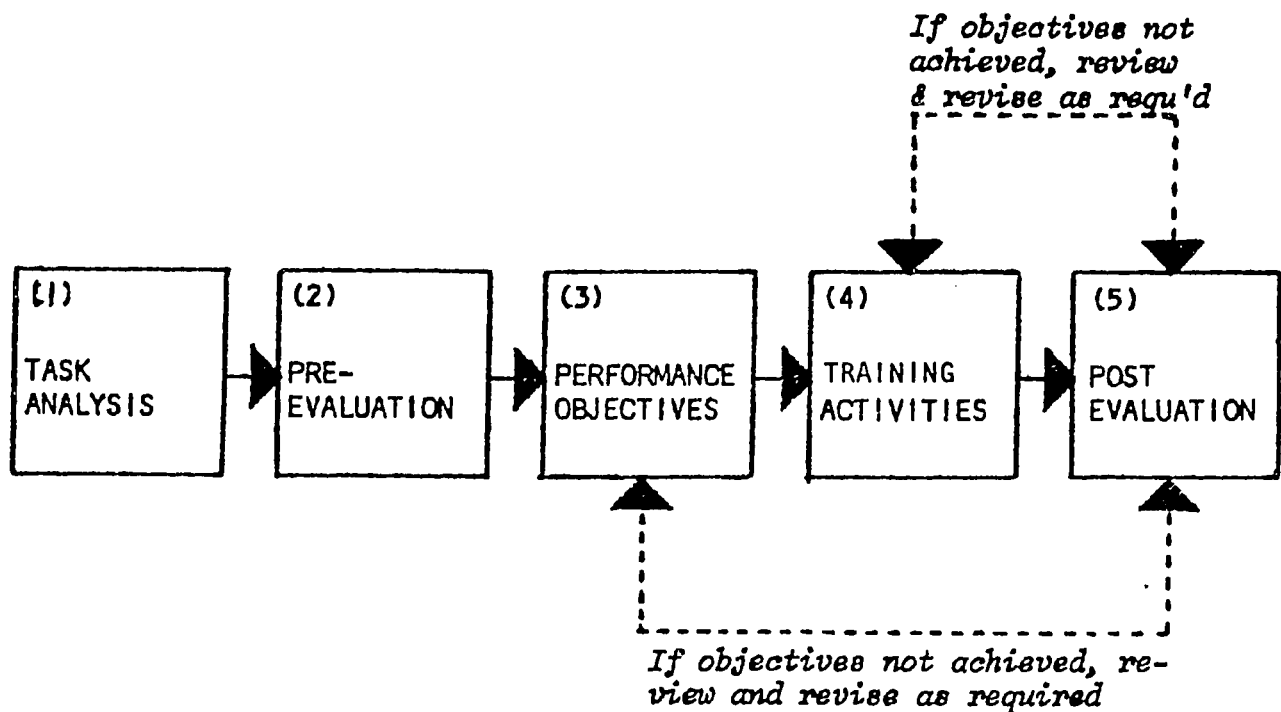 If objectives not
achieved, review
& revise as requ'd
(1)
TASK
ANALYSIS
(2)
PRE-
EVALUATION
(3)
PERFORMANCE
OBJECTIVES
(4)
TRAINING
ACTIVITIES
(5)
POST
EVALUATION
If objectives not achieved, re-
view and revise as required